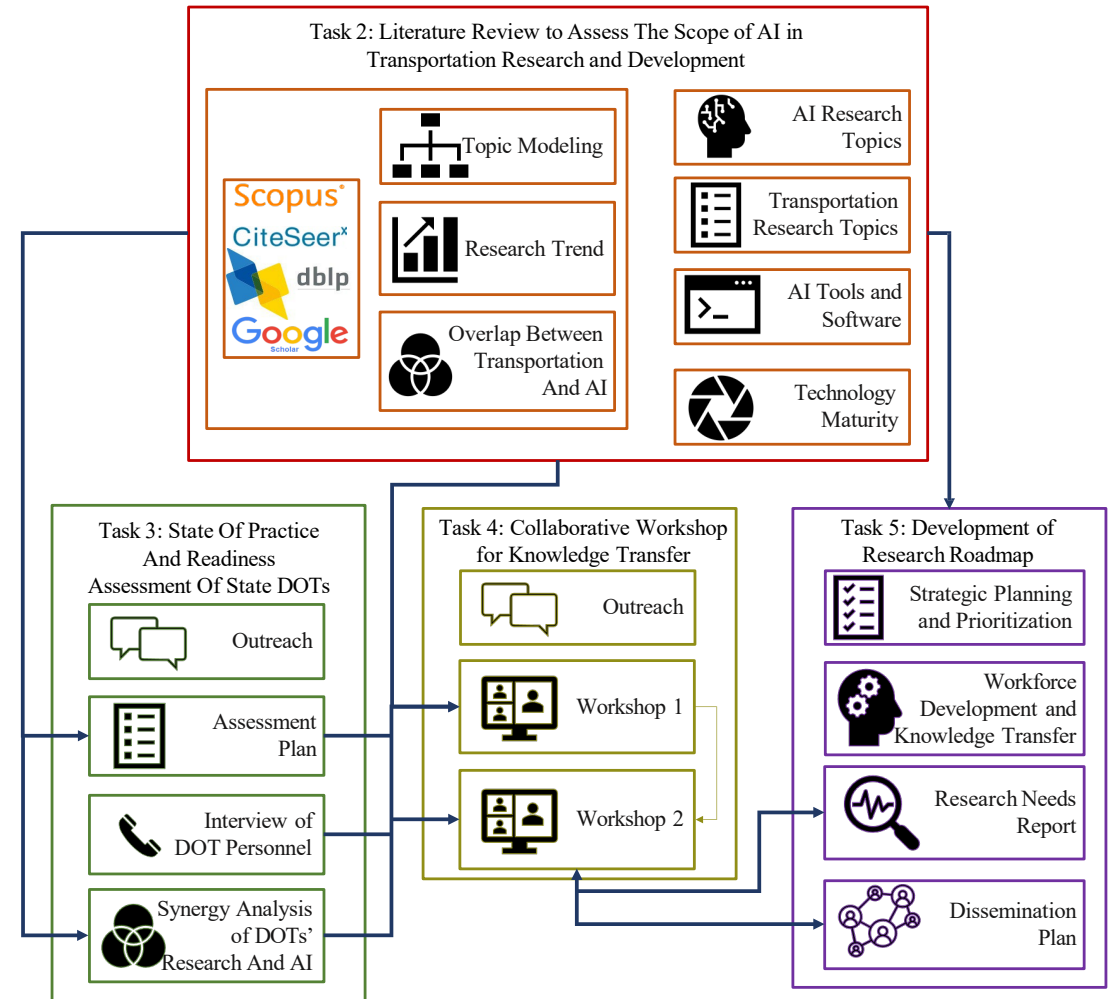 Task 2: Literature Review to Assess The Scope of AI in
Transportation Research and Development
Scopus®
CiteSeerx
dblp
Google
Scholar
Topic Modeling
Research Trend
Overlap Between
Transportation
And AI
AI Research
Topics
Transportation
Research Topics
AI Tools and
Software
Technology
Maturity
Task 3: State Of Practice
And Readiness
Assessment Of State DOTs
Outreach
Assessment
Plan
Interview of
DOT Personnel
Synergy Analysis
of DOTs’
Research And AI
Task 4: Collaborative Workshop
for Knowledge Transfer
Outreach
Workshop 1
Workshop 2
Task 5: Development of
Research Roadmap
Strategic Planning
and Prioritization
Workforce
Development and
Knowledge Transfer
Research Needs
Report
Dissemination
Plan